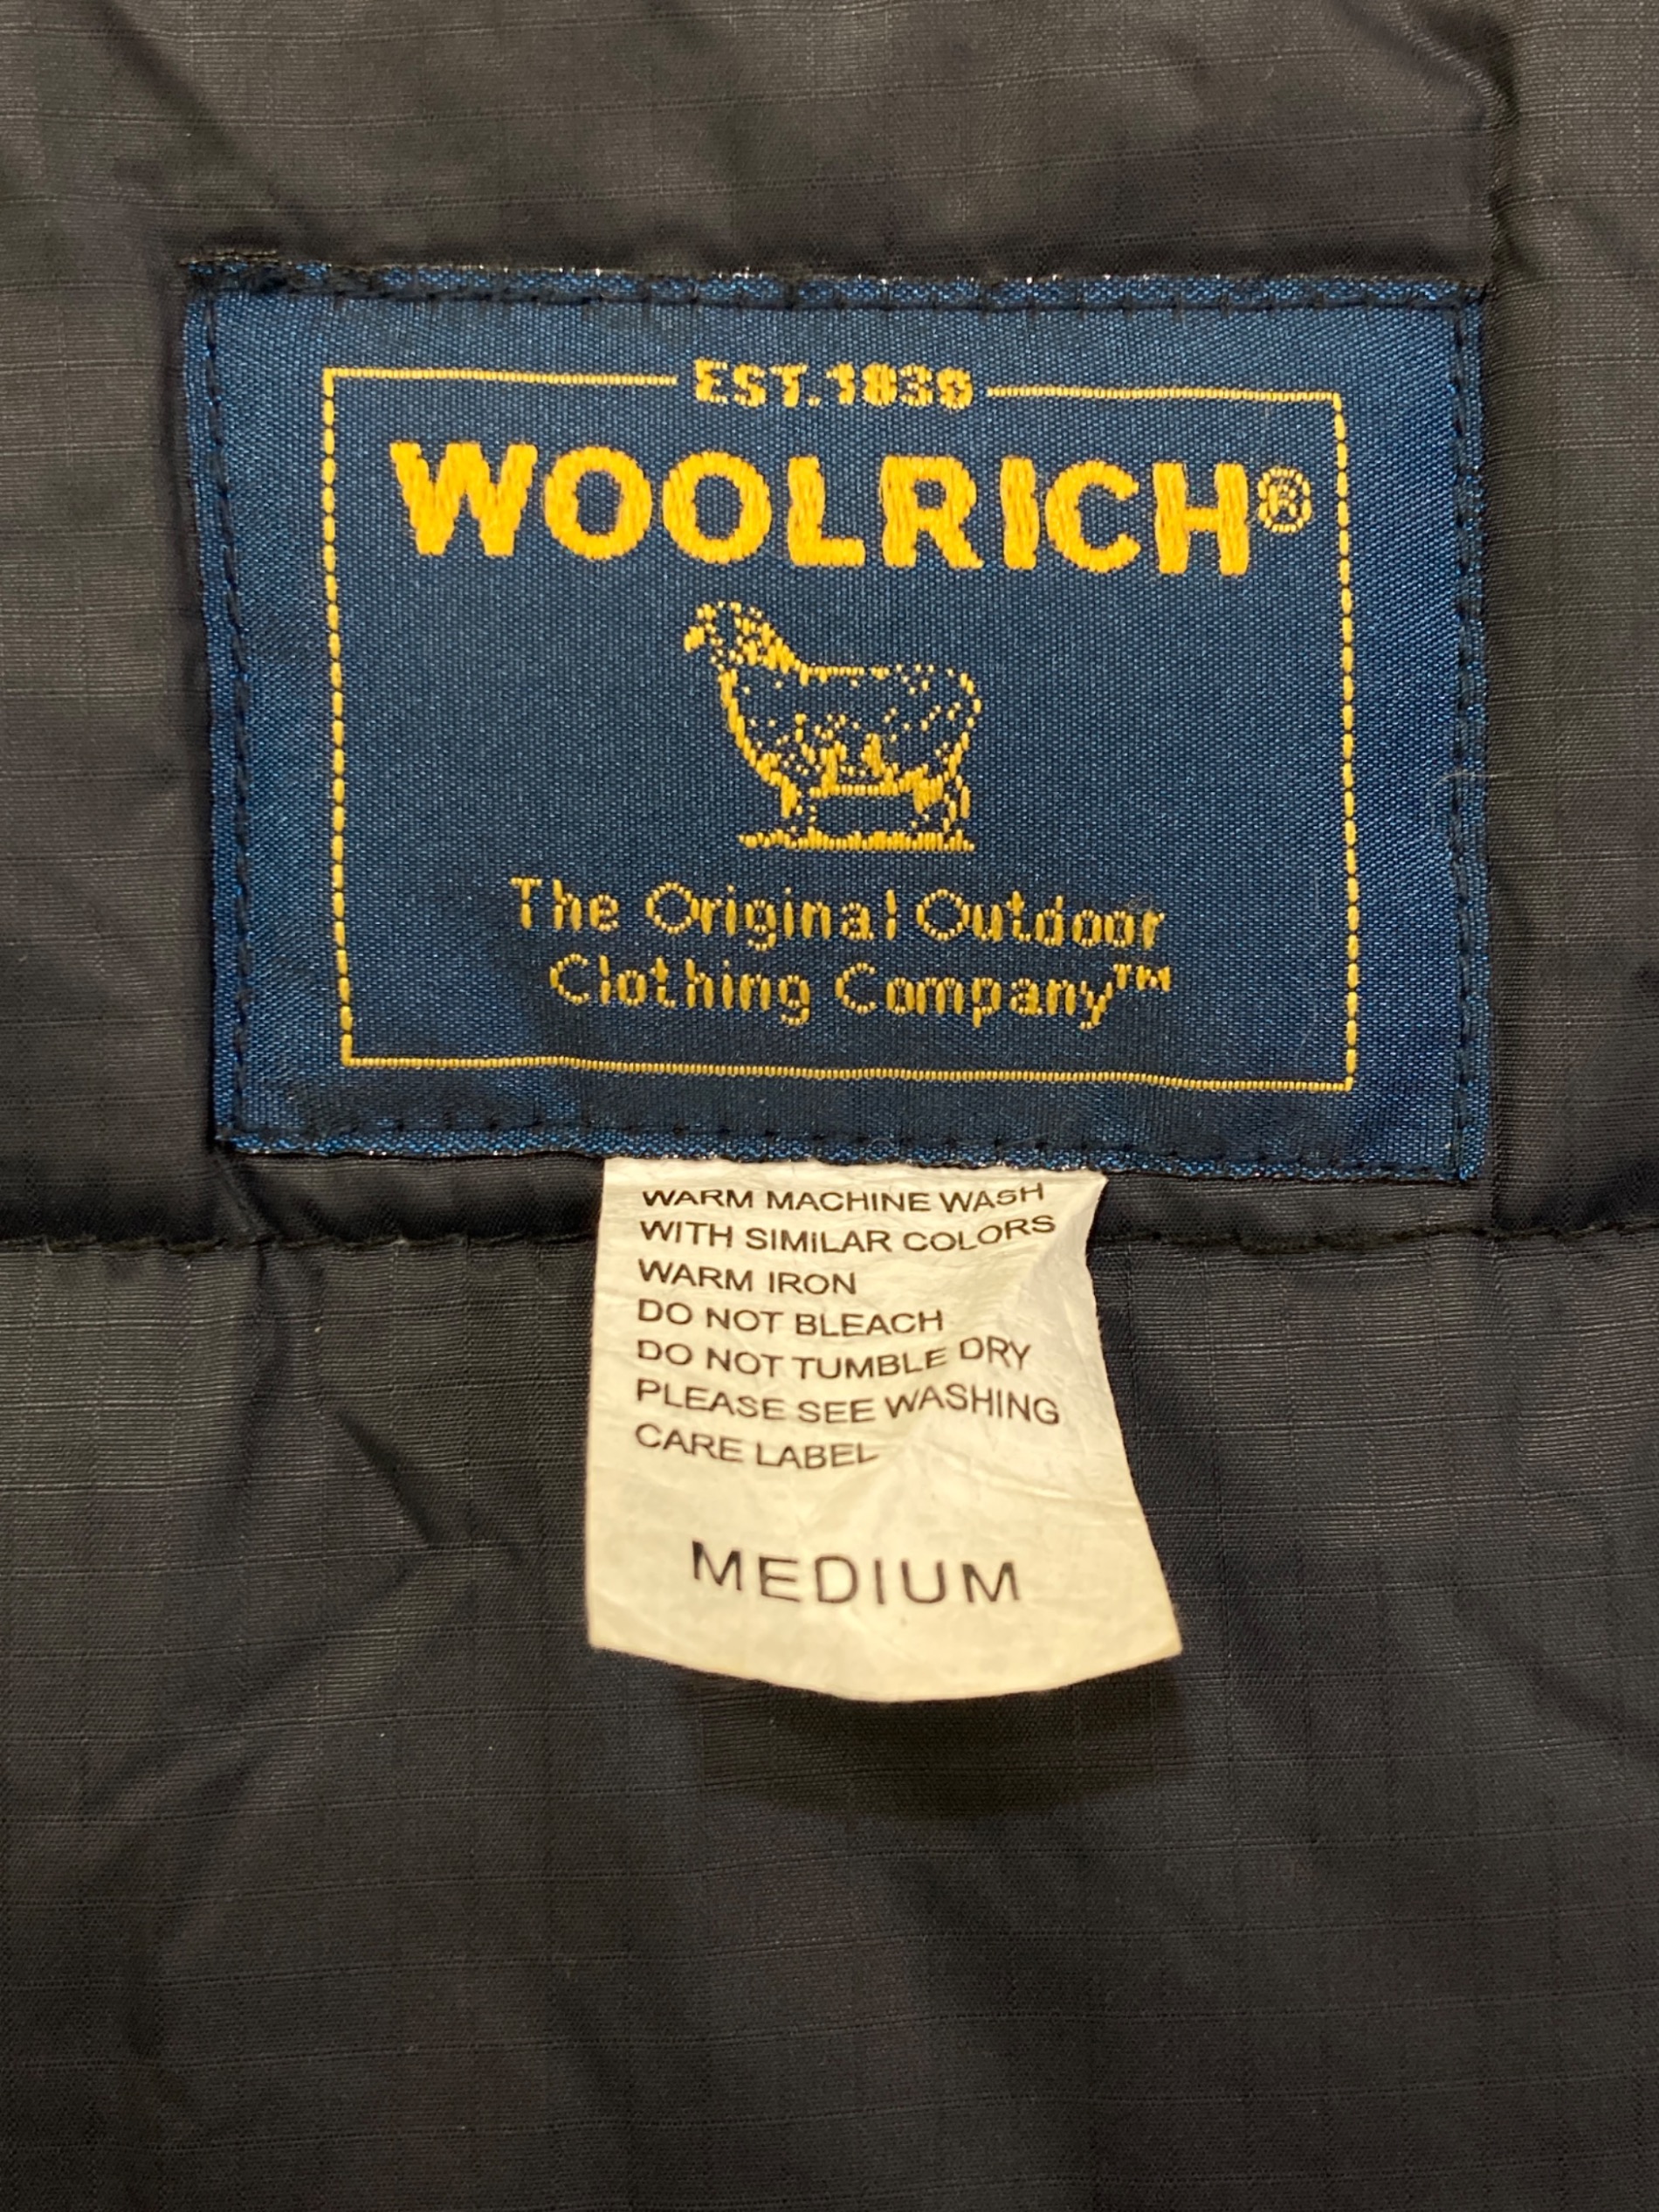 EST.1830
WOOLRICH®
The Original Outdoor
Clothing Company™
WARM MACHINE WASH
WITH SIMILAR COLORS
WARM IRON
DO NOT BLEACH
DO NOT TUMBLE DRY
PLEASE SEE WASHING
CARE LABEL
MEDIUM